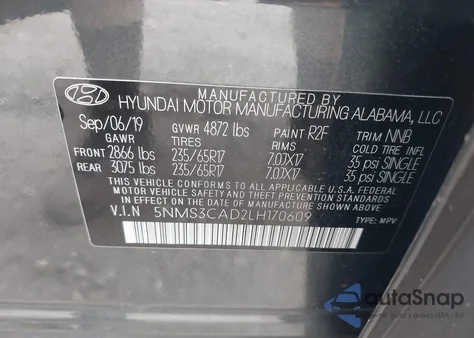 MANUFACTURED BY
HYUNDAI MOTOR MANUFACTURING ALABAMA, LLC
Sep/06/19 GVWR 4872 lbs PAINT R2F TRIM NNB
GAWR TIRES RIMS COLD TIRE INFL
FRONT 2866 lbs 235/65R17 7.0JX17 35 psi SINGLE
REAR 3075 lbs 235/65R17 7.0JX17 35 psi SINGLE
THIS VEHICLE CONFORMS TO ALL APPLICABLE U.S. FEDERAL
MOTOR VEHICLE SAFETY AND BUMPER STANDARDS
IN EFFECT ON THE DATE OF MANUFACTURE SHOWN ABOVE.
V.I.N 5NMS3CAD2LH170609 TYPE: MPV
autoSnap